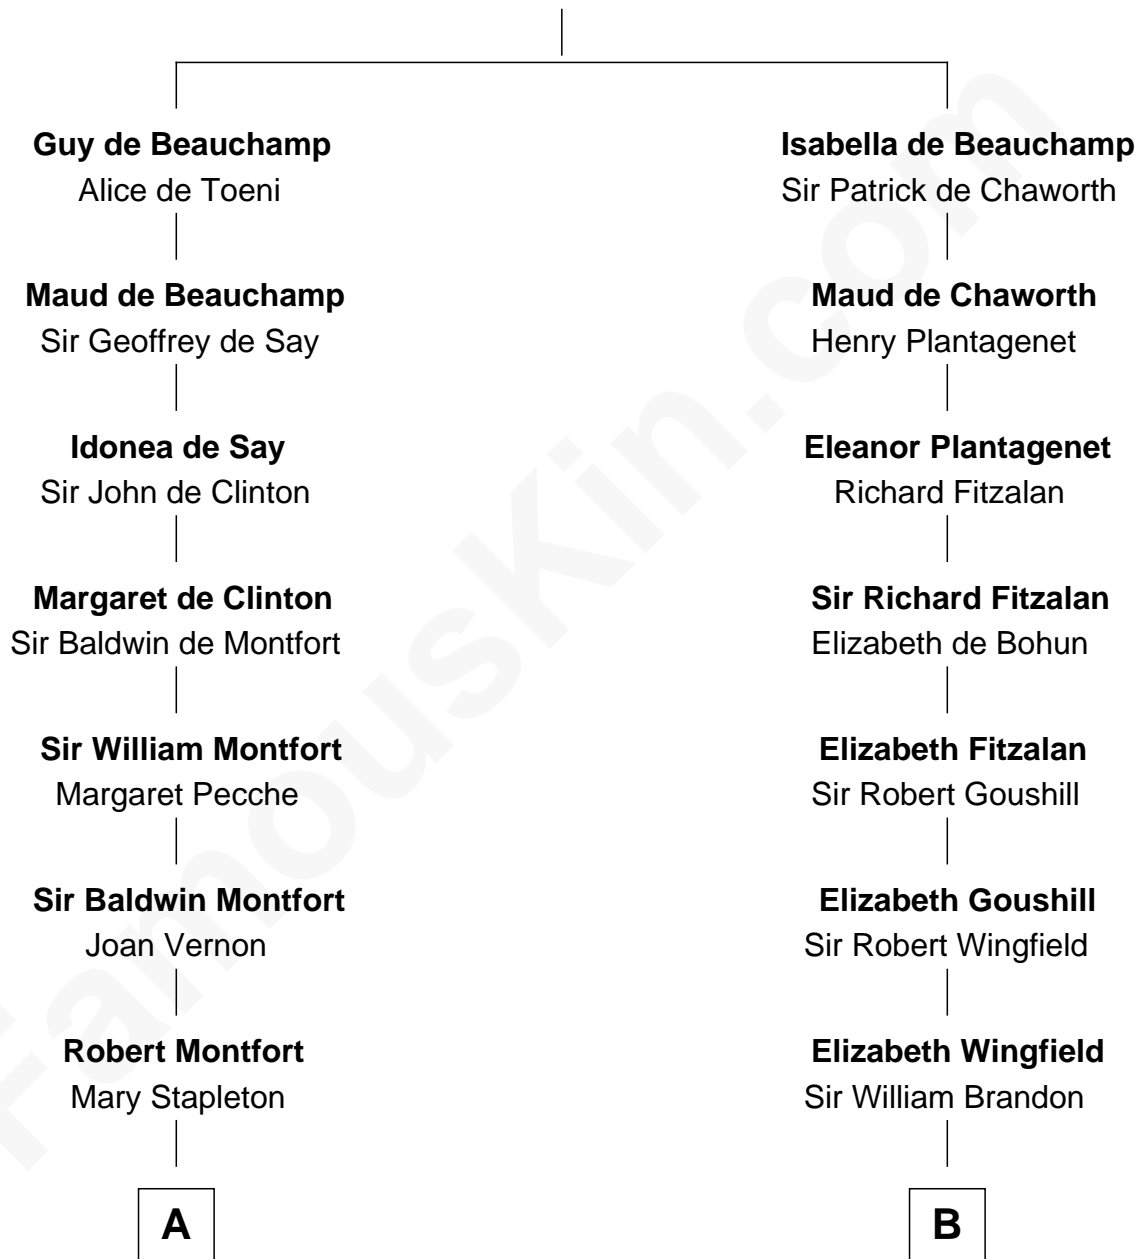 Guy de Beauchamp
Alice de Toeni
Isabella de Beauchamp
Sir Patrick de Chaworth
Maud de Beauchamp
Sir Geoffrey de Say
Maud de Chaworth
Henry Plantagenet
Idonea de Say
Sir John de Clinton
Eleanor Plantagenet
Richard Fitzalan
Margaret de Clinton
Sir Baldwin de Montfort
Sir Richard Fitzalan
Elizabeth de Bohun
Sir William Montfort
Margaret Pecche
Elizabeth Fitzalan
Sir Robert Goushill
Sir Baldwin Montfort
Joan Vernon
Elizabeth Goushill
Sir Robert Wingfield
Robert Montfort
Mary Stapleton
Elizabeth Wingfield
Sir William Brandon
A
B
FamousKin.com